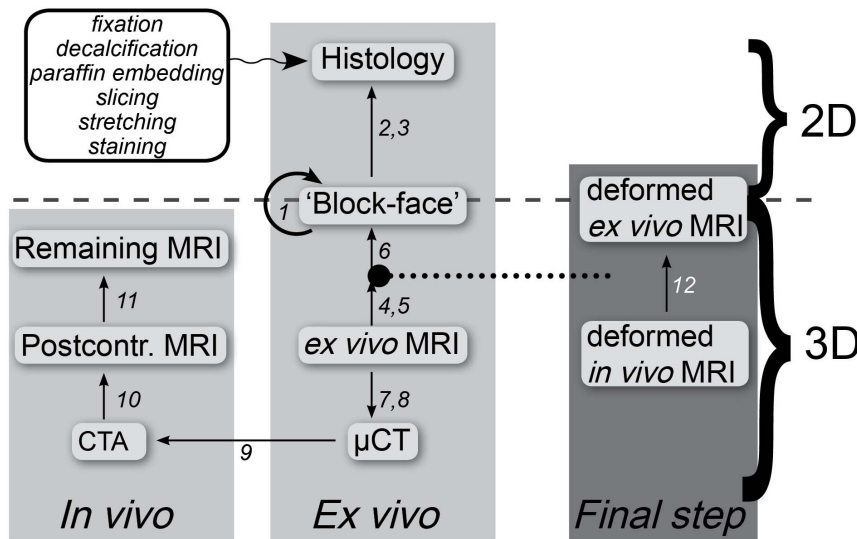 fixation
decalcification
paraffin embedding
slicing
stretching
staining
Histology
2,3
2D
1
'Block-face'
deformed
ex vivo MRI
Remaining MRI
6
11
4,5
12
3D
Postcontr. MRI
ex vivo MRI
deformed
in vivo MRI
10
7,8
CTA
9
µCT
In vivo
Ex vivo
Final step